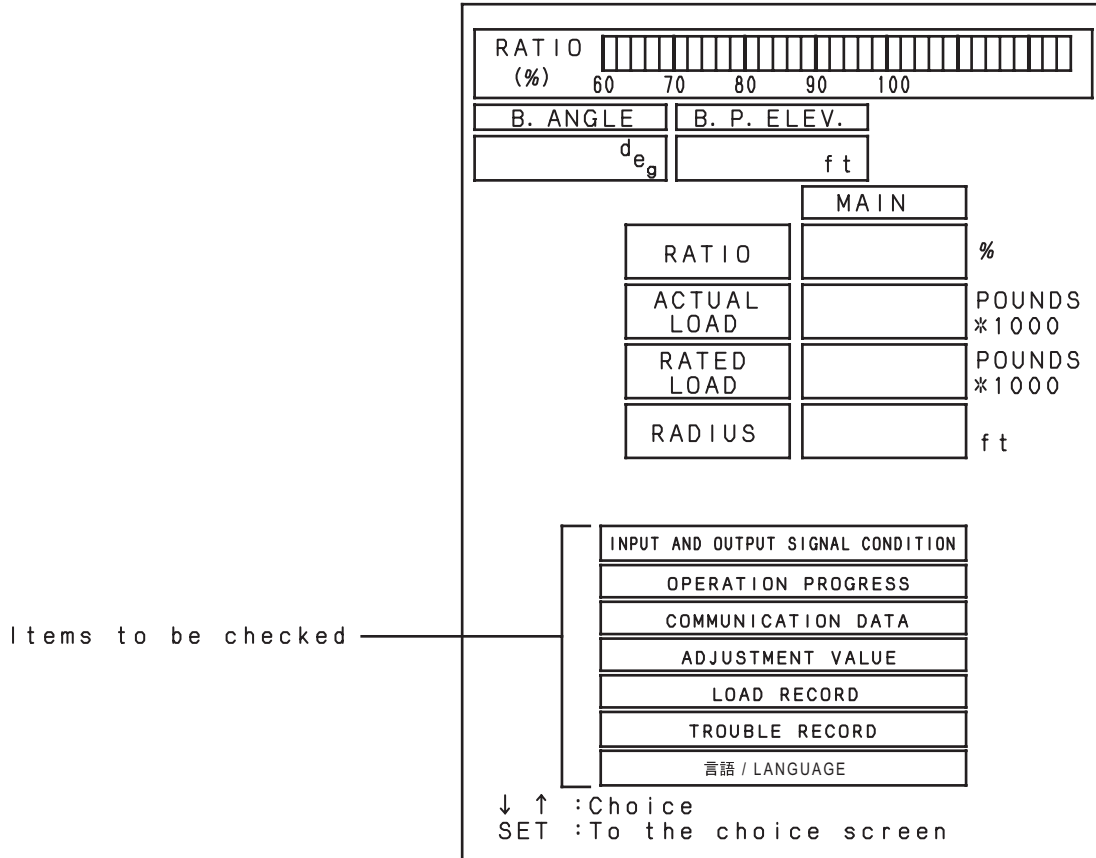 RATIO
(%)
60 70 80 90 100
B. ANGLE B. P. ELEV.
deg ft
MAIN
RATIO %
ACTUAL LOAD POUNDS *1000
RATED LOAD POUNDS *1000
RADIUS ft
INPUT AND OUTPUT SIGNAL CONDITION
OPERATION PROGRESS
COMMUNICATION DATA
Items to be checked
ADJUSTMENT VALUE
LOAD RECORD
TROUBLE RECORD
言語 / LANGUAGE
↓ ↑ :Choice
SET :To the choice screen